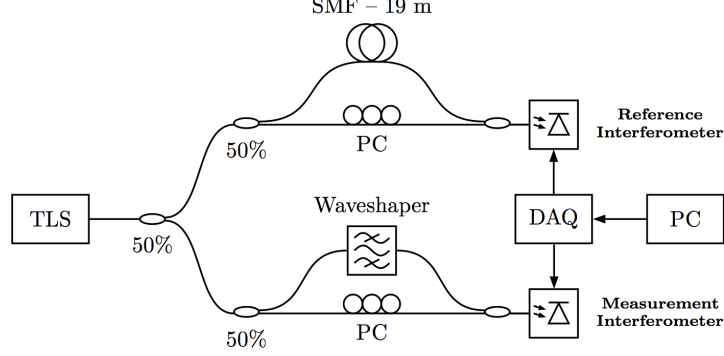 SMF – 19 m
50%
PC
Reference
Interferometer
TLS
50%
Waveshaper
DAQ
PC
50%
PC
Measurement
Interferometer